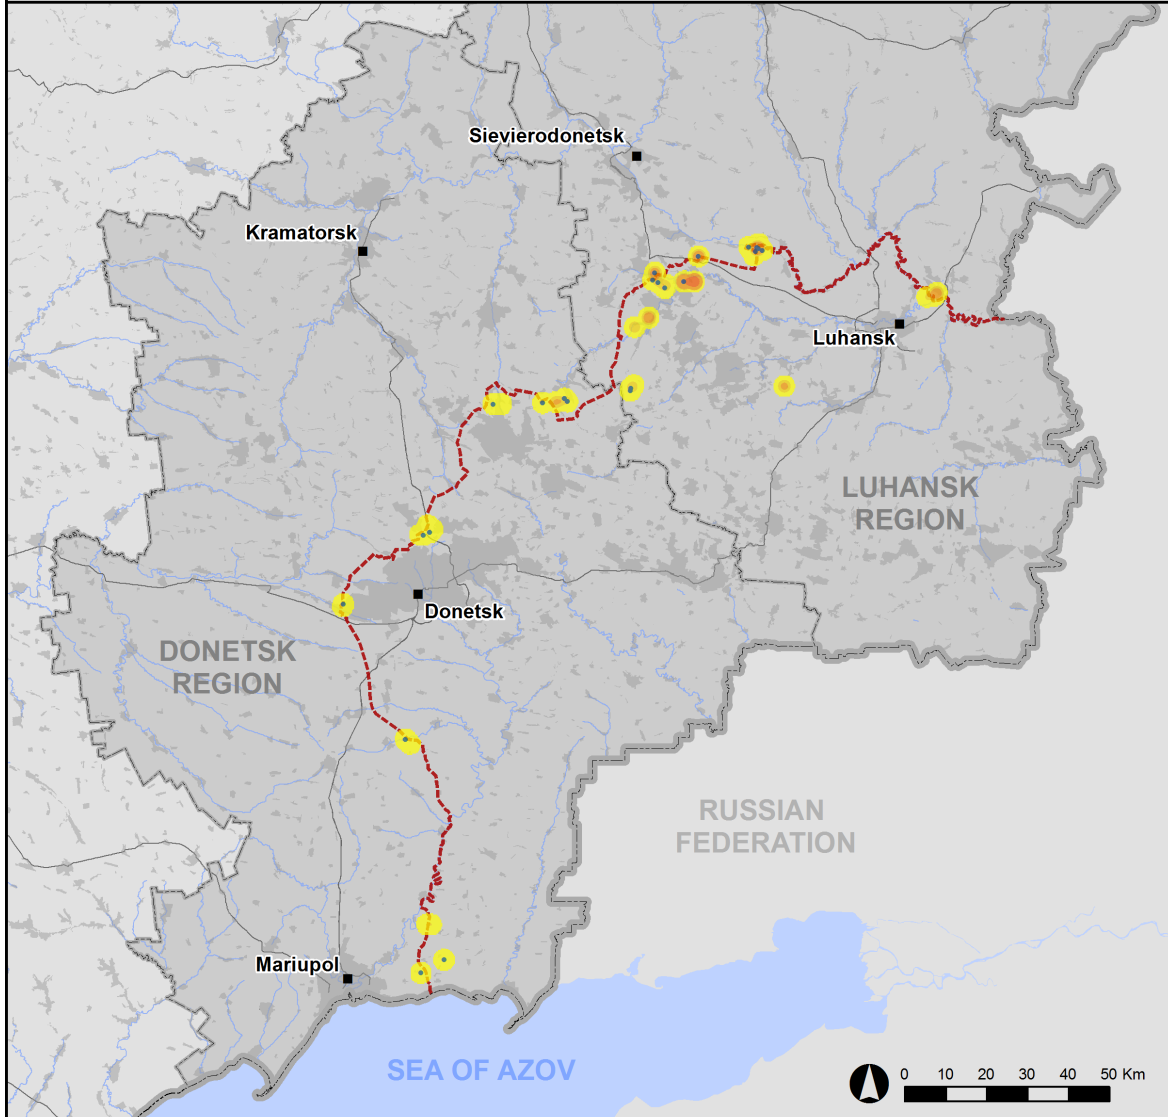 Sievierodonetsk
Kramatorsk
Luhansk
LUHANSK
REGION
Donetsk
DONETSK
REGION
RUSSIAN
FEDERATION
Mariupol
SEA OF AZOV
0 10 20 30 40 50 Km